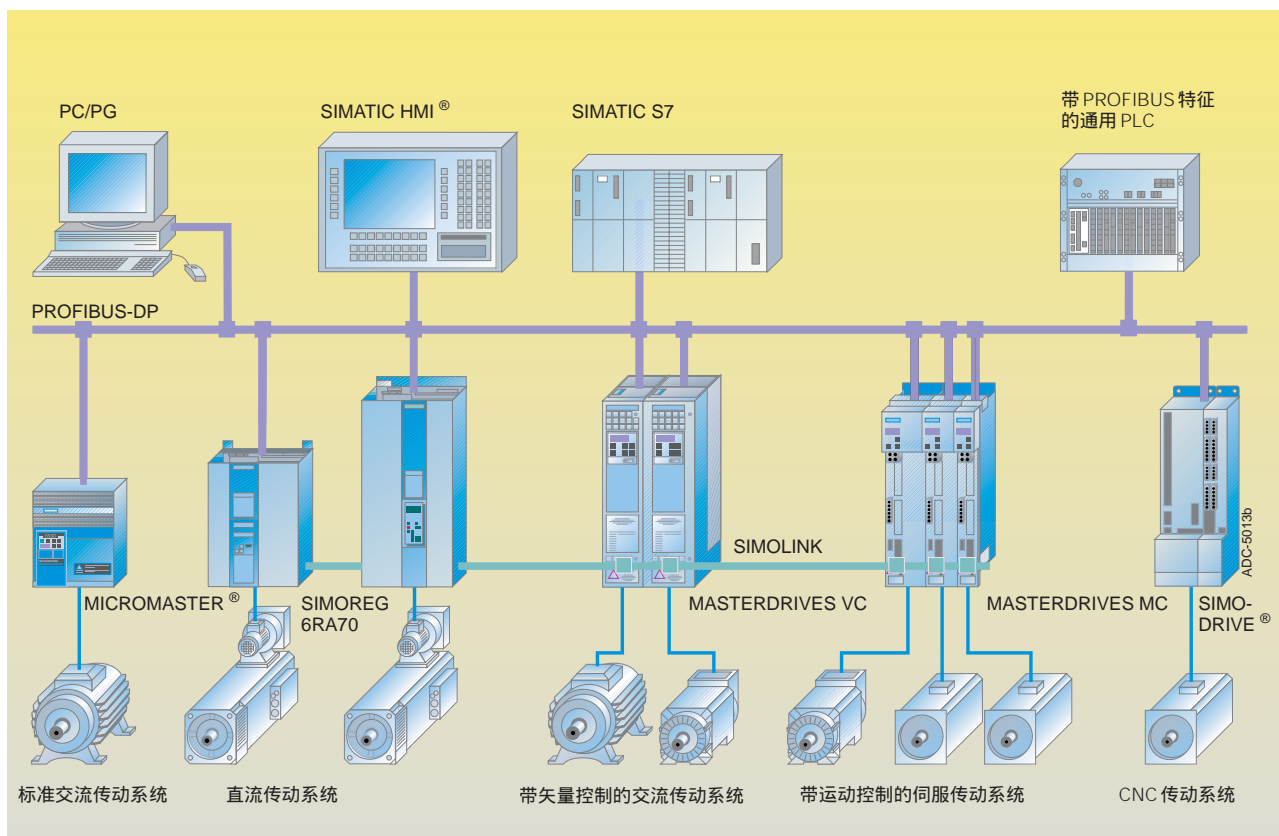 PC/PG
SIMATIC HMI ®
SIMATIC S7
带 PROFIBUS 特征
的通用 PLC
PROFIBUS-DP
SIMOLINK
ADC-5013b
MICROMASTER ®
SIMOREG
6RA70
MASTERDRIVES VC
MASTERDRIVES MC
SIMO-
DRIVE ®
标准交流传动系统
直流传动系统
带矢量控制的交流传动系统
带运动控制的伺服传动系统
CNC 传动系统